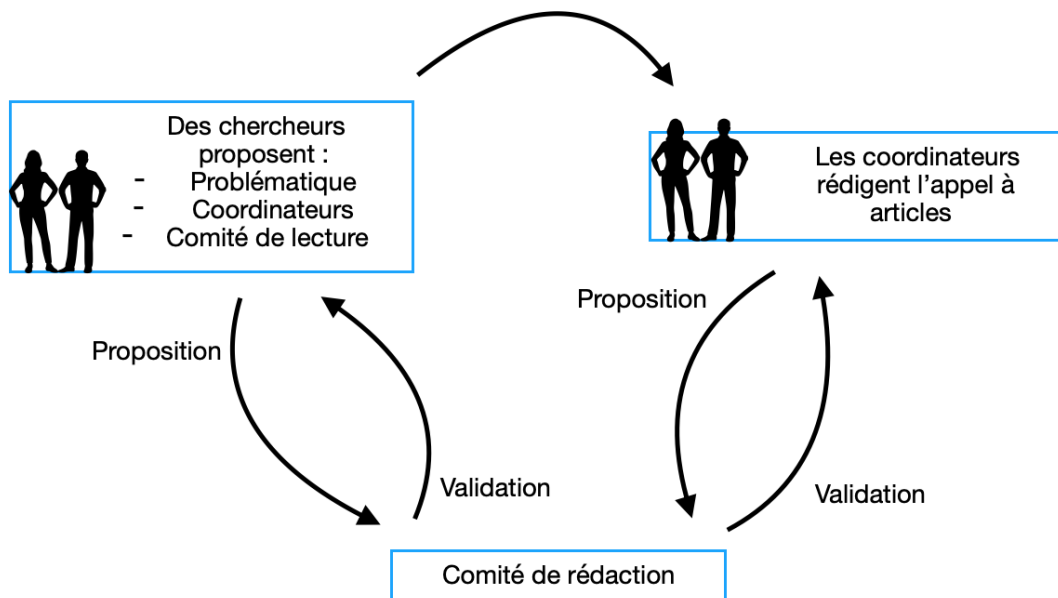 Des chercheurs
proposent :
- Problématique
- Coordinateurs
- Comité de lecture
Les coordinateurs
rédigent l’appel à
articles
Proposition
Proposition
Validation
Validation
Comité de rédaction